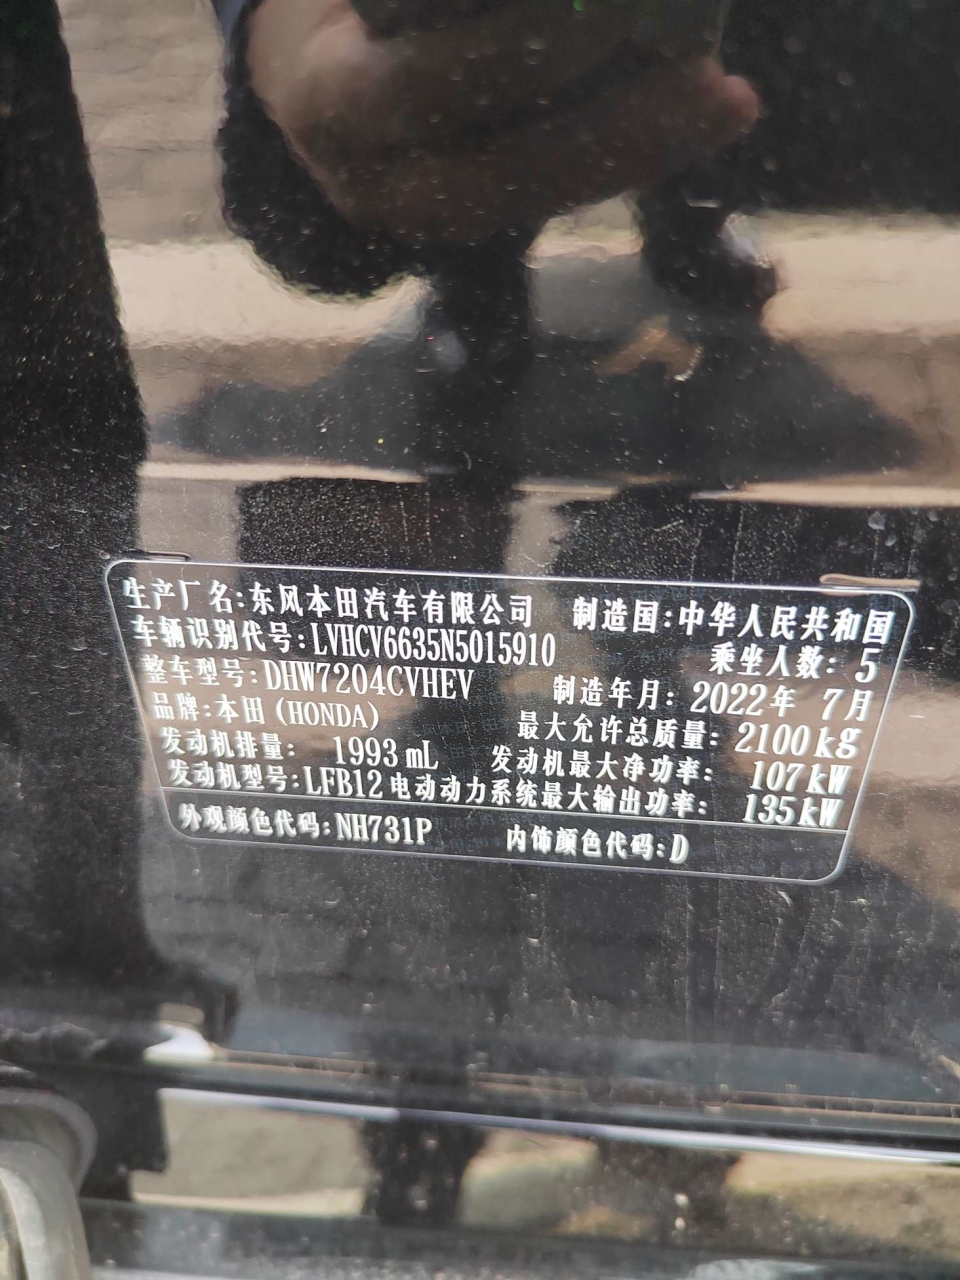 生产厂名:东风本田汽车有限公司 制造国:中华人民共和国
车辆识别代号:LVHCV6635N5015910 乘坐人数:5
整车型号:DHW7204CVHEV 制造年月:2022年 7月
品牌:本田(HONDA) 最大允许总质量:2100kg
发动机排量: 1993mL 发动机最大净功率: 107kW
发动机型号:LFB12 电动动力系统最大输出功率: 135kW
外观颜色代码:NH731P 内饰颜色代码:D